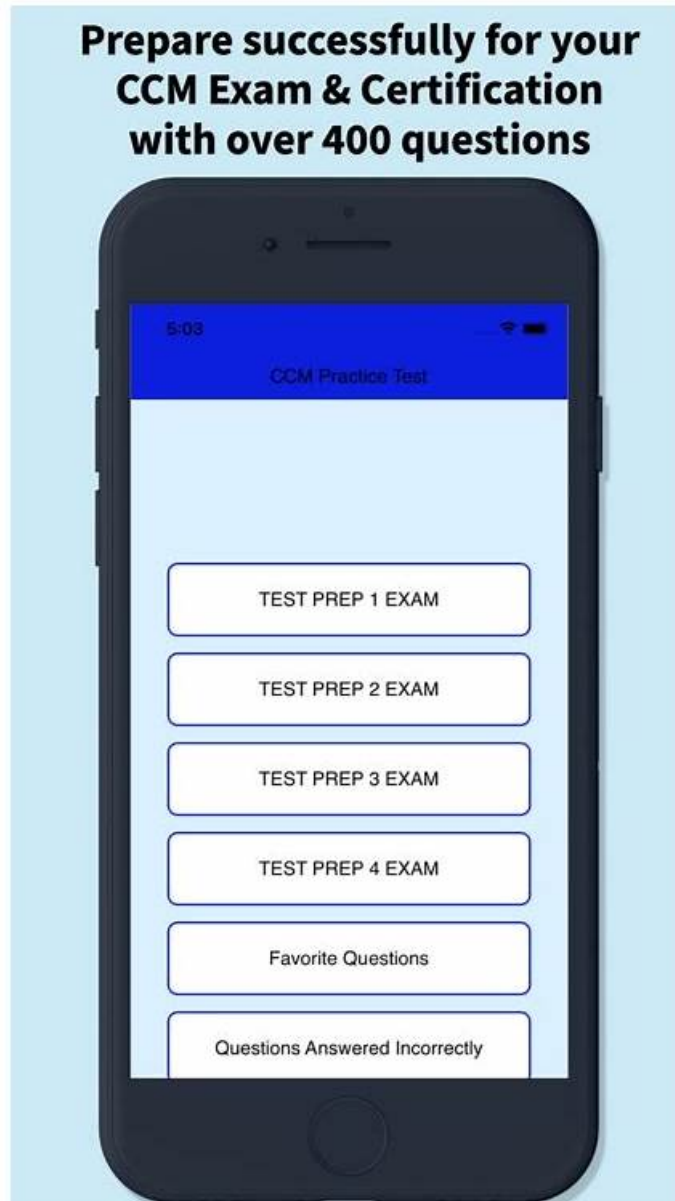 Prepare successfully for your
CCM Exam & Certification
with over 400 questions
5:03
CCM Practice Test
TEST PREP 1 EXAM
TEST PREP 2 EXAM
TEST PREP 3 EXAM
TEST PREP 4 EXAM
Favorite Questions
Questions Answered Incorrectly